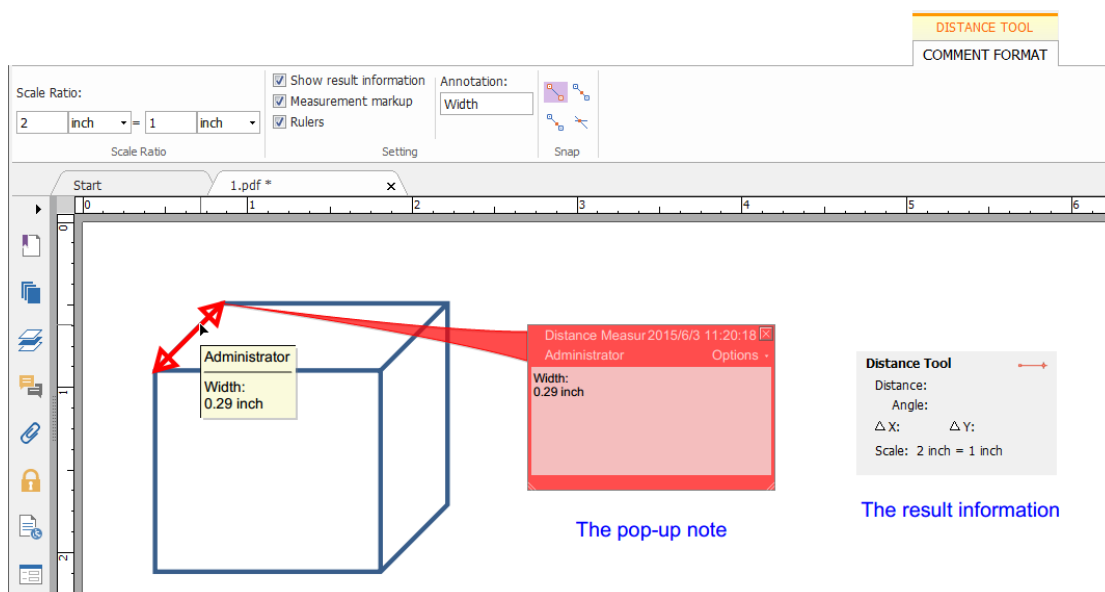 DISTANCE TOOL
COMMENT FORMAT
Scale Ratio:
2 inch = 1 inch
Scale Ratio
Show result information
Measurement markup
Rulers
Setting
Annotation:
Width
Snap
Start
1.pdf *
0 1 2 3 4 5 6
0
1
2
Administrator
Width:
0.29 inch
Distance Measur 2015/6/3 11:20:18
Administrator Options
Width:
0.29 inch
The pop-up note
Distance Tool
Distance:
Angle:
△ X: △ Y:
Scale: 2 inch = 1 inch
The result information